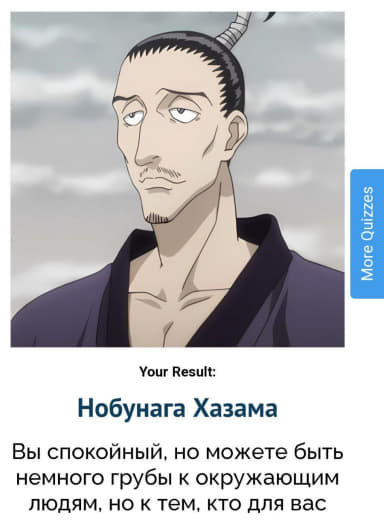 More Quizzes
Your Result:
Нобунага Хазама
Вы спокойный, но можете быть
немного грубы к окружающим
людям, но к тем, кто для вас